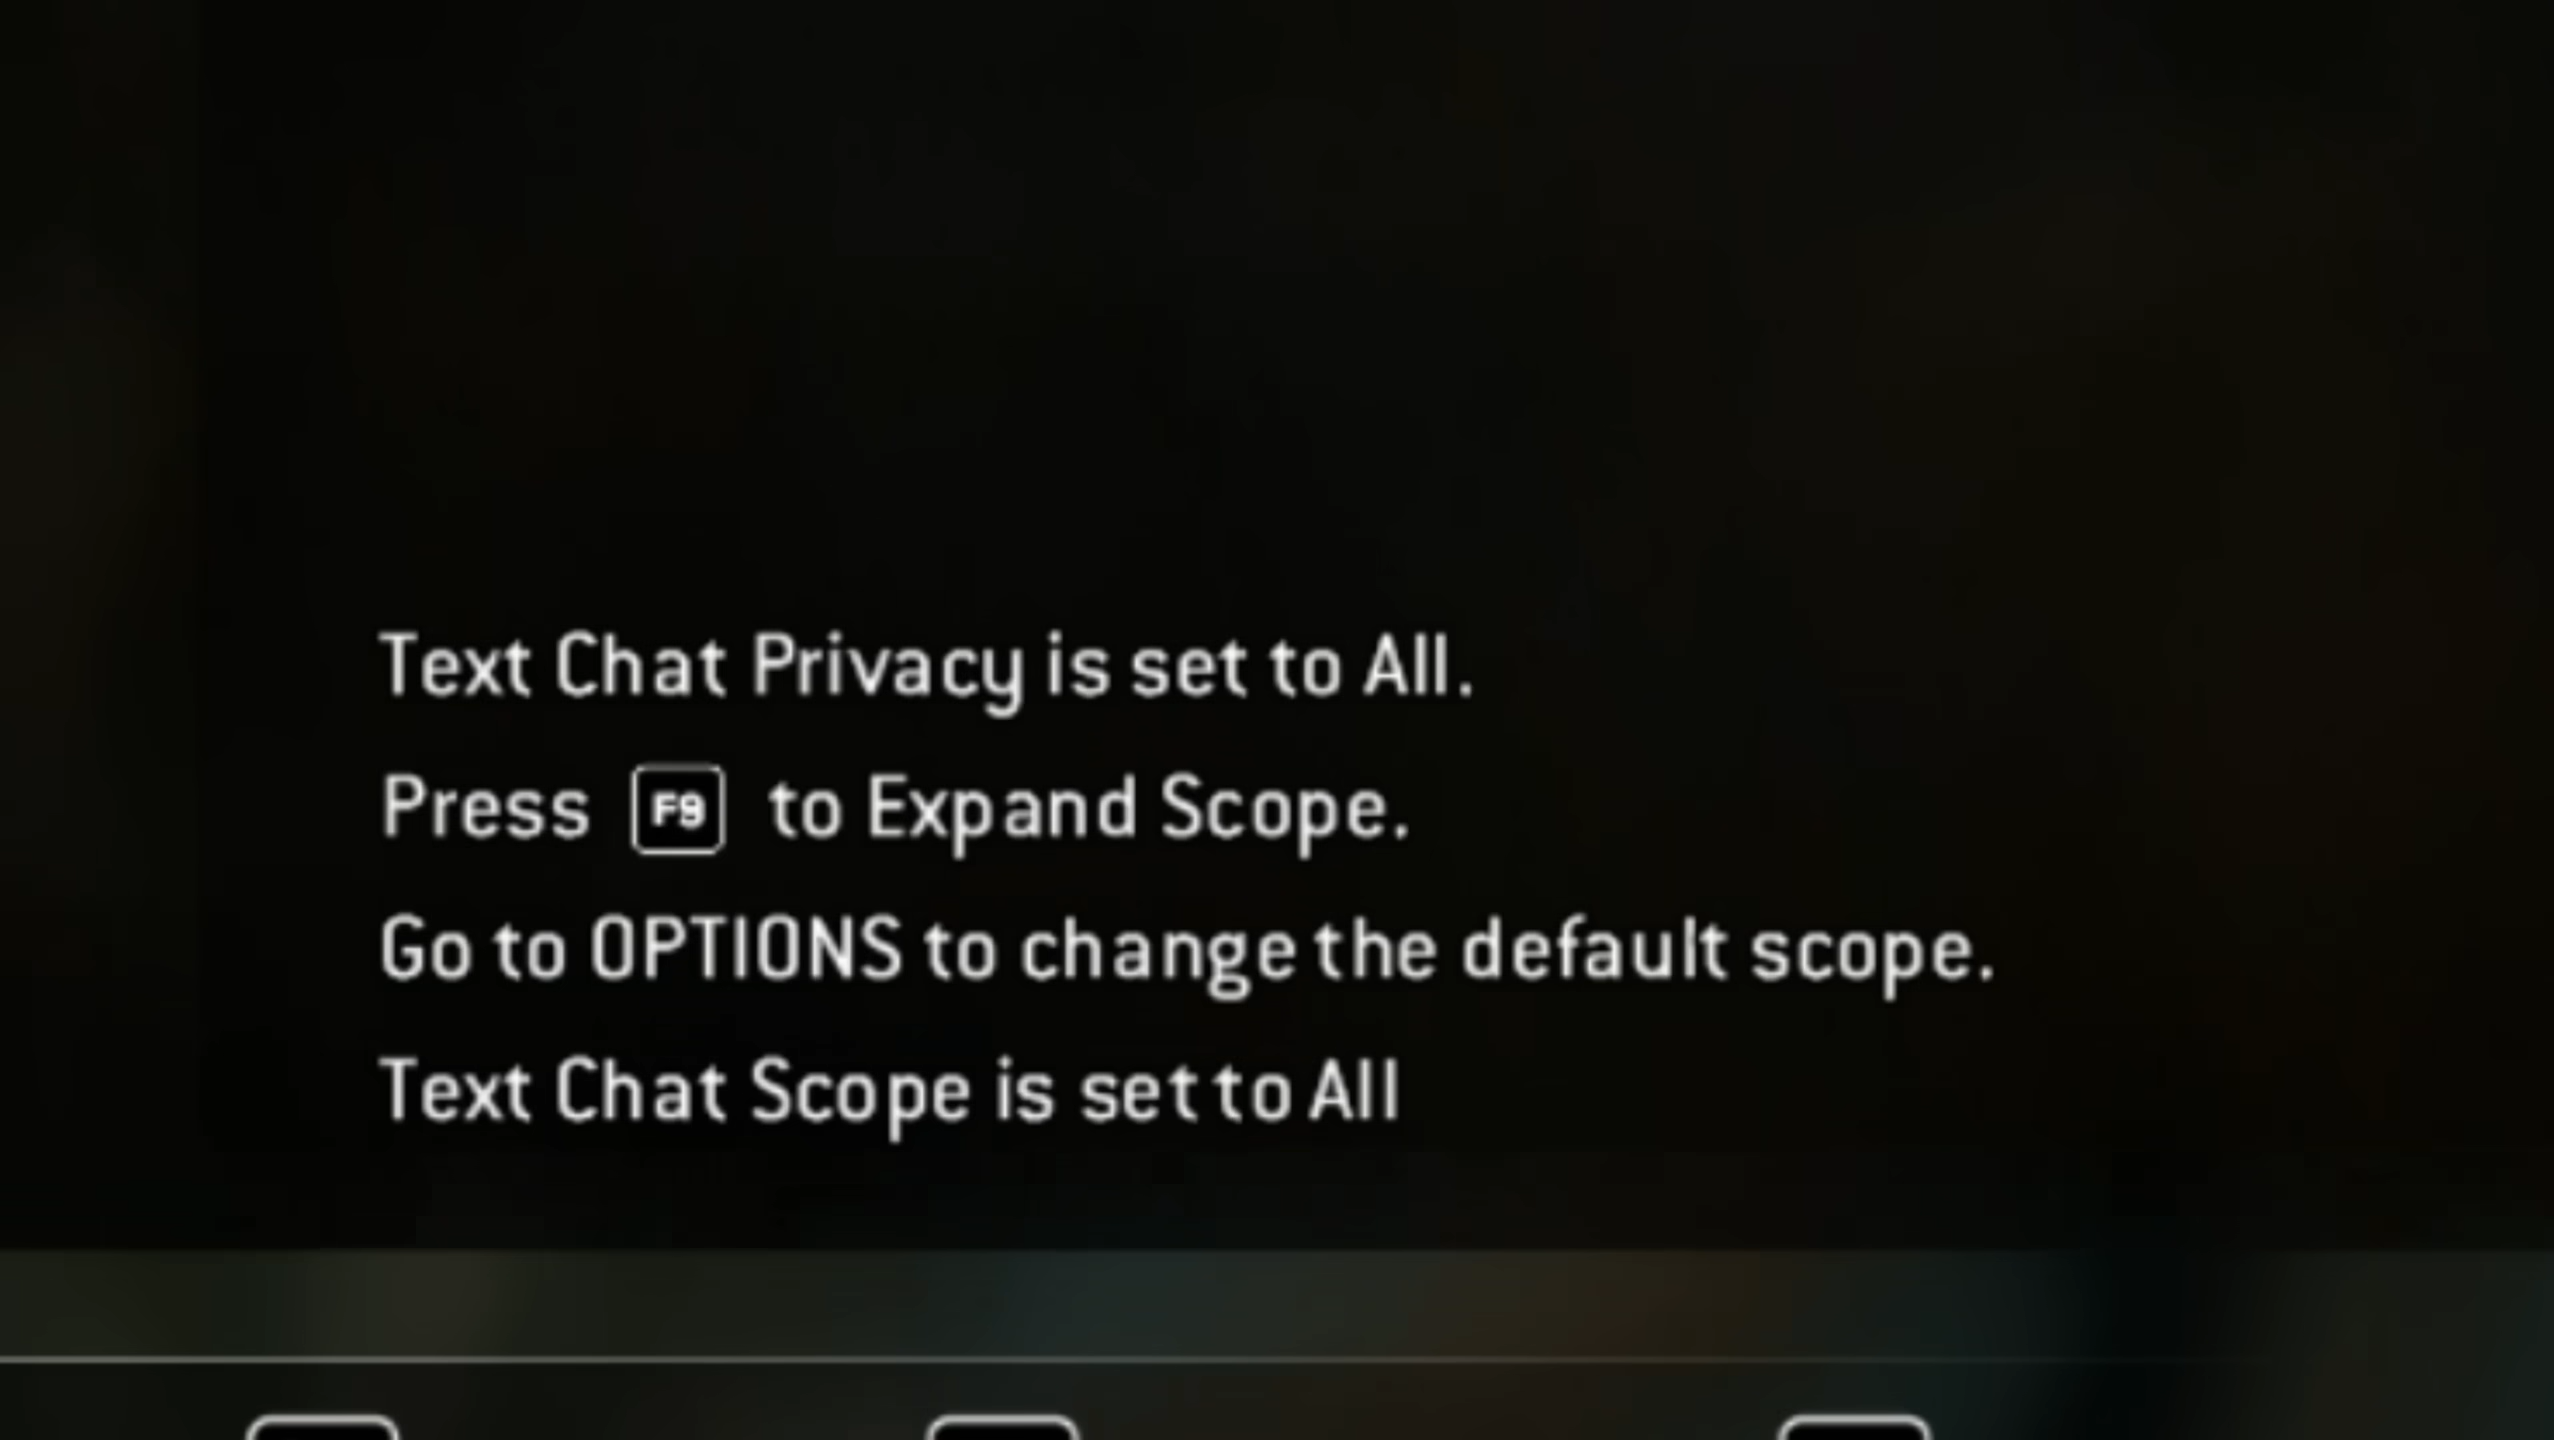 Text Chat Privacy is set to All.
Press F9 to Expand Scope.
Go to OPTIONS to change the default scope.
Text Chat Scope is set to All